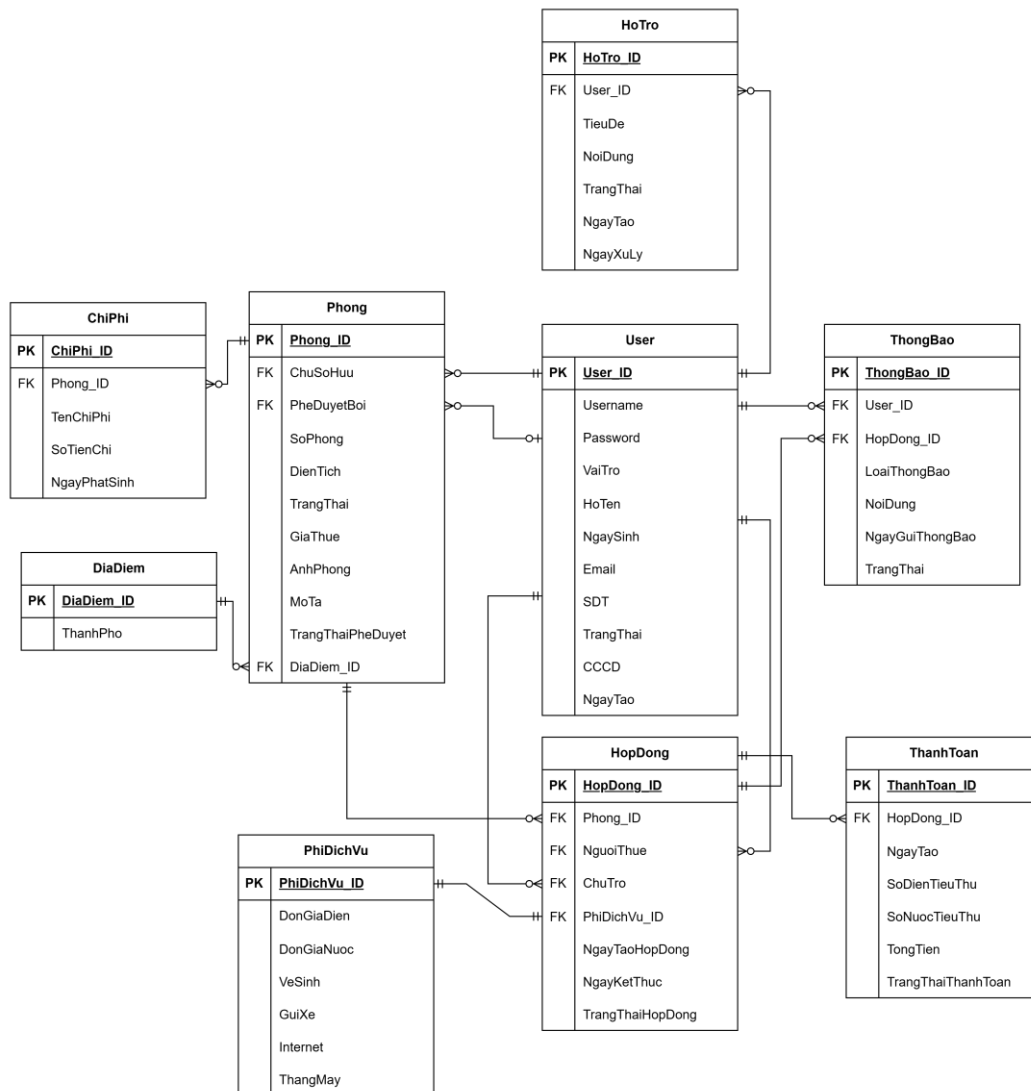 HoTro
PK HoTro_ID
FK User_ID
TieuDe
NoiDung
TrangThai
NgayTao
NgayXuLy
ChiPhi
PK ChiPhi_ID
FK Phong_ID
TenChiPhi
SoTienChi
NgayPhatSinh
Phong
PK Phong_ID
FK ChuSoHuu
FK PheDuyetBoi
SoPhong
DienTich
TrangThai
GiaThue
AnhPhong
MoTa
TrangThaiPheDuyet
FK DiaDiem_ID
User
PK User_ID
Username
Password
VaiTro
HoTen
NgaySinh
Email
SDT
TrangThai
CCCD
NgayTao
ThongBao
PK ThongBao_ID
FK User_ID
FK HopDong_ID
LoaiThongBao
NoiDung
NgayGuiThongBao
TrangThai
DiaDiem
PK DiaDiem_ID
ThanhPho
HopDong
PK HopDong_ID
FK Phong_ID
FK NguoiThue
FK ChuTro
FK PhiDichVu_ID
NgayTaoHopDong
NgayKetThuc
TrangThaiHopDong
ThanhToan
PK ThanhToan_ID
FK HopDong_ID
NgayTao
SoDienTieuThu
SoNuocTieuThu
TongTien
TrangThaiThanhToan
PhiDichVu
PK PhiDichVu_ID
DonGiaDien
DonGiaNuoc
VeSinh
GuiXe
Internet
ThangMay